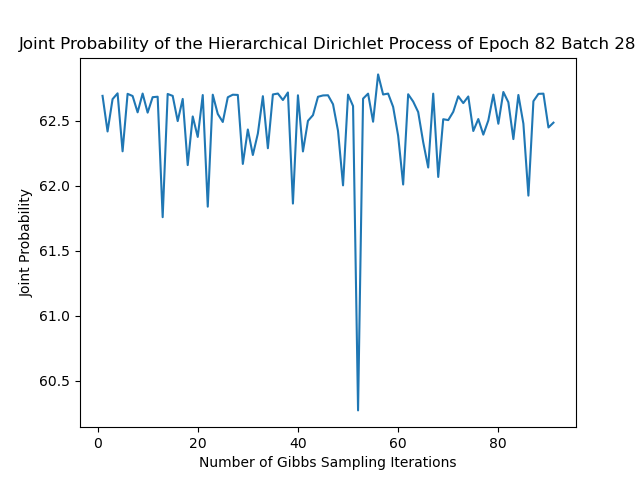 Joint Probability of the Hierarchical Dirichlet Process of Epoch 82 Batch 28
Joint Probability
62.5
62.0
61.5
61.0
60.5
0 20 40 60 80
Number of Gibbs Sampling Iterations